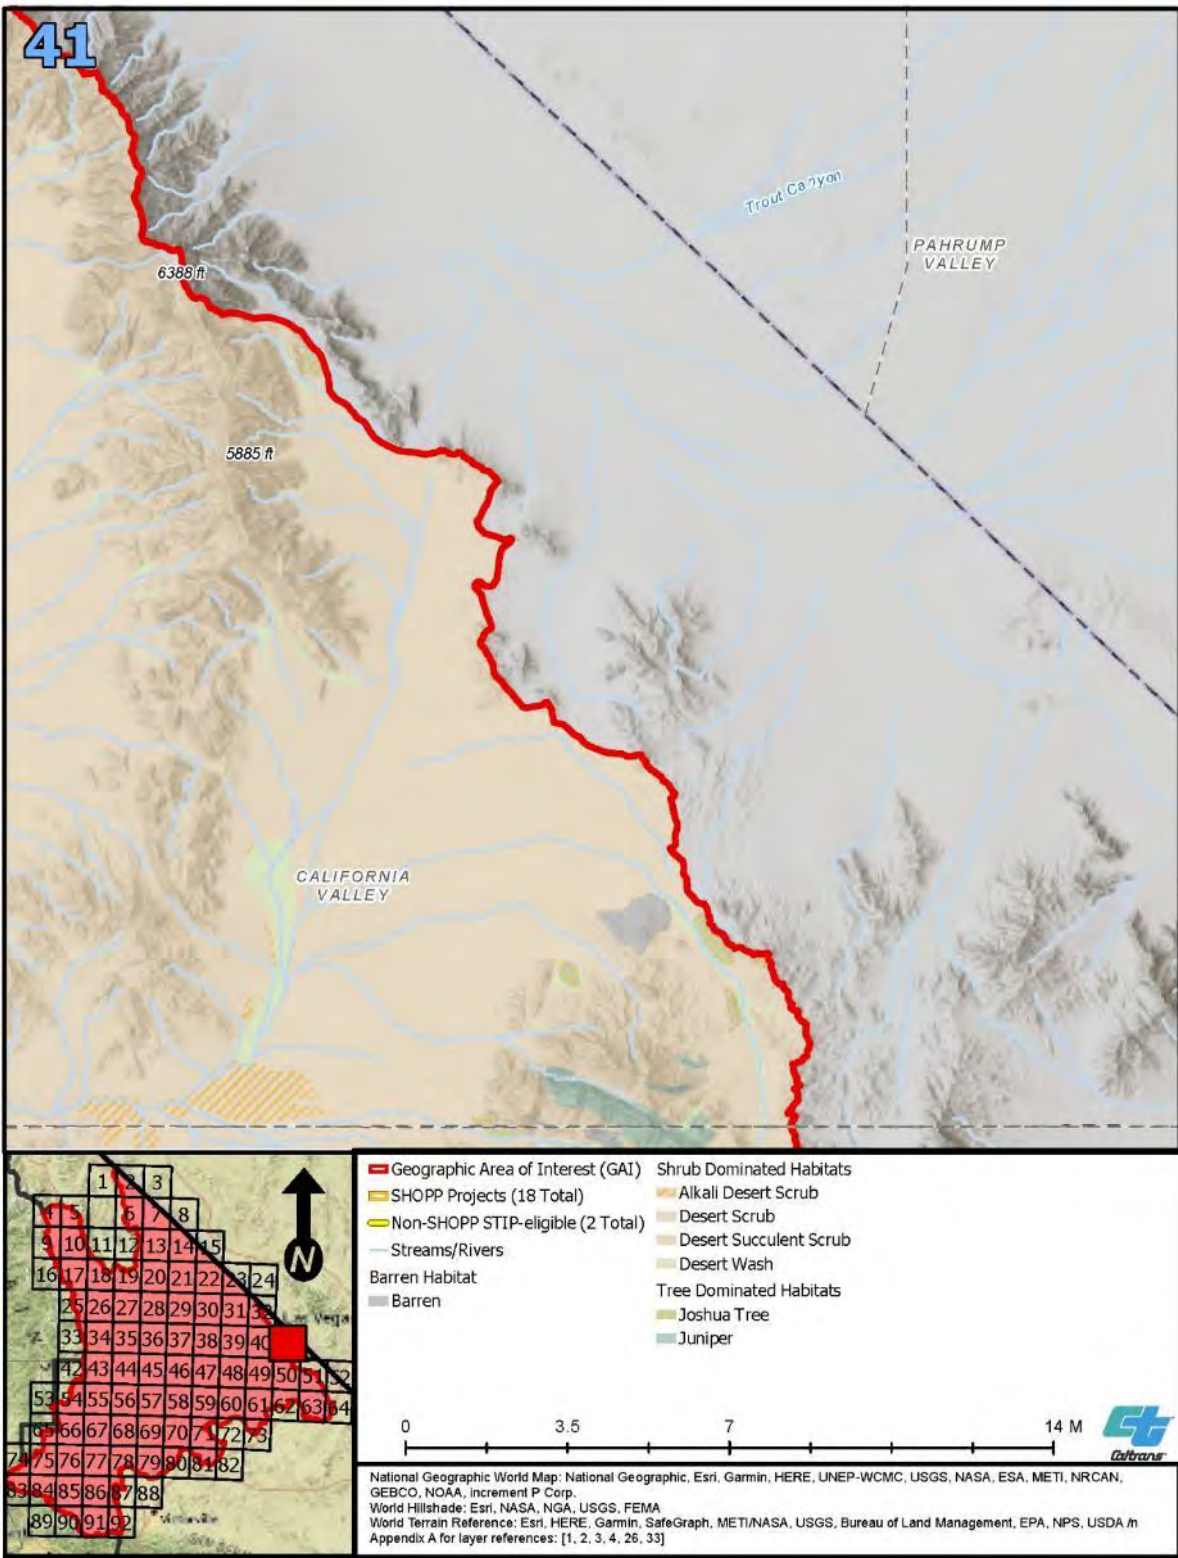 41
Trout Canyon
PAHRUMP
VALLEY
6388 ft
5885 ft
CALIFORNIA
VALLEY
1 2 3
4 5 6 7 8
9 10 11 12 13 14 15
16 17 18 19 20 21 22 23 24
25 26 27 28 29 30 31 32
Las Vegas
33 34 35 36 37 38 39 40
42 43 44 45 46 47 48 49 50 51 52
53 54 55 56 57 58 59 60 61 62 63 64
65 66 67 68 69 70 71 72 73
74 75 76 77 78 79 80 81 82
83 84 85 86 87 88
89 90 91 92
N
Geographic Area of Interest (GAI)
SHOPP Projects (18 Total)
Non-SHOPP STIP-eligible (2 Total)
Streams/Rivers
Barren Habitat
Barren
Shrub Dominated Habitats
Alkali Desert Scrub
Desert Scrub
Desert Succulent Scrub
Desert Wash
Tree Dominated Habitats
Joshua Tree
Juniper
0 3.5 7 14 M
Caltrans
National Geographic World Map: National Geographic, Esri, Garmin, HERE, UNEP-WCMC, USGS, NASA, ESA, METI, NRCAN,
GEBCO, NOAA, increment P Corp.
World Hillshade: Esri, NASA, NGA, USGS, FEMA
World Terrain Reference: Esri, HERE, Garmin, SafeGraph, METI/NASA, USGS, Bureau of Land Management, EPA, NPS, USDA /n
Appendix A for layer references: [1, 2, 3, 4, 26, 33]